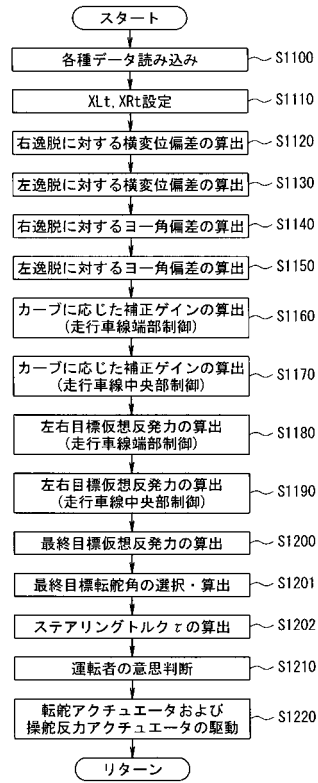 スタート
各種データ読み込み
S1100
XLt,XRt設定
S1110
右逸脱に対する横変位偏差の算出
S1120
左逸脱に対する横変位偏差の算出
S1130
右逸脱に対するヨー角偏差の算出
S1140
左逸脱に対するヨー角偏差の算出
S1150
カーブに応じた補正ゲインの算出
(走行車線端部制御)
S1160
カーブに応じた補正ゲインの算出
(走行車線中央部制御)
S1170
左右目標仮想反発力の算出
(走行車線端部制御)
S1180
左右目標仮想反発力の算出
(走行車線中央部制御)
S1190
最終目標仮想反発力の算出
S1200
最終目標転舵角の選択・算出
S1201
ステアリングトルクτの算出
S1202
運転者の意思判断
S1210
転舵アクチュエータおよび
操舵反力アクチュエータの駆動
S1220
リターン